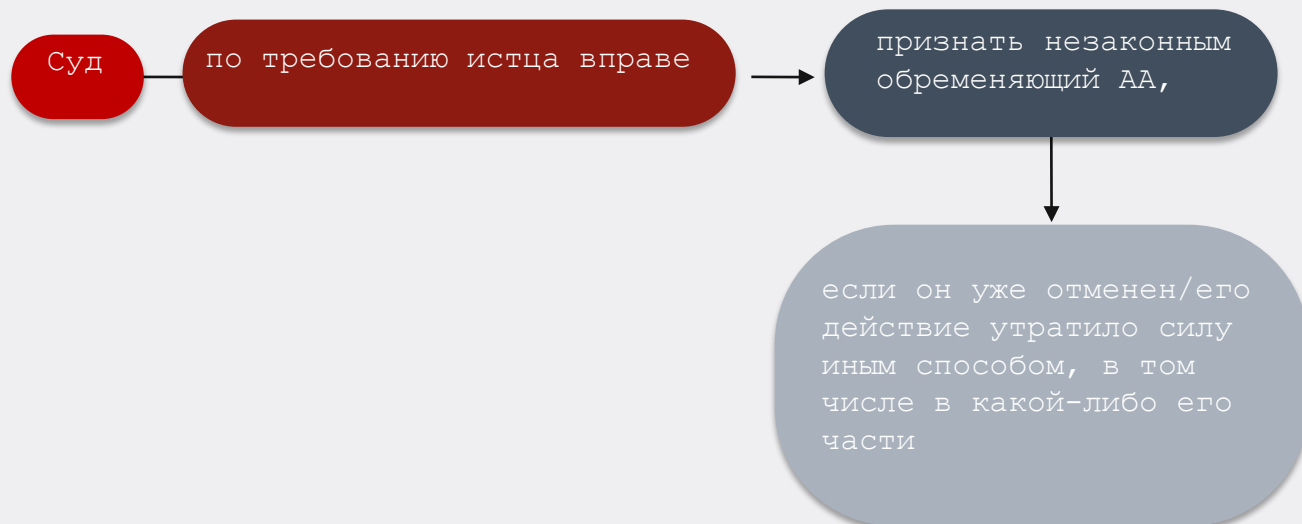 Суд
по требованию истца вправе
признать незаконным
обременяющий АА,
если он уже отменен/его
действие утратило силу
иным способом, в том
числе в какой-либо его
части